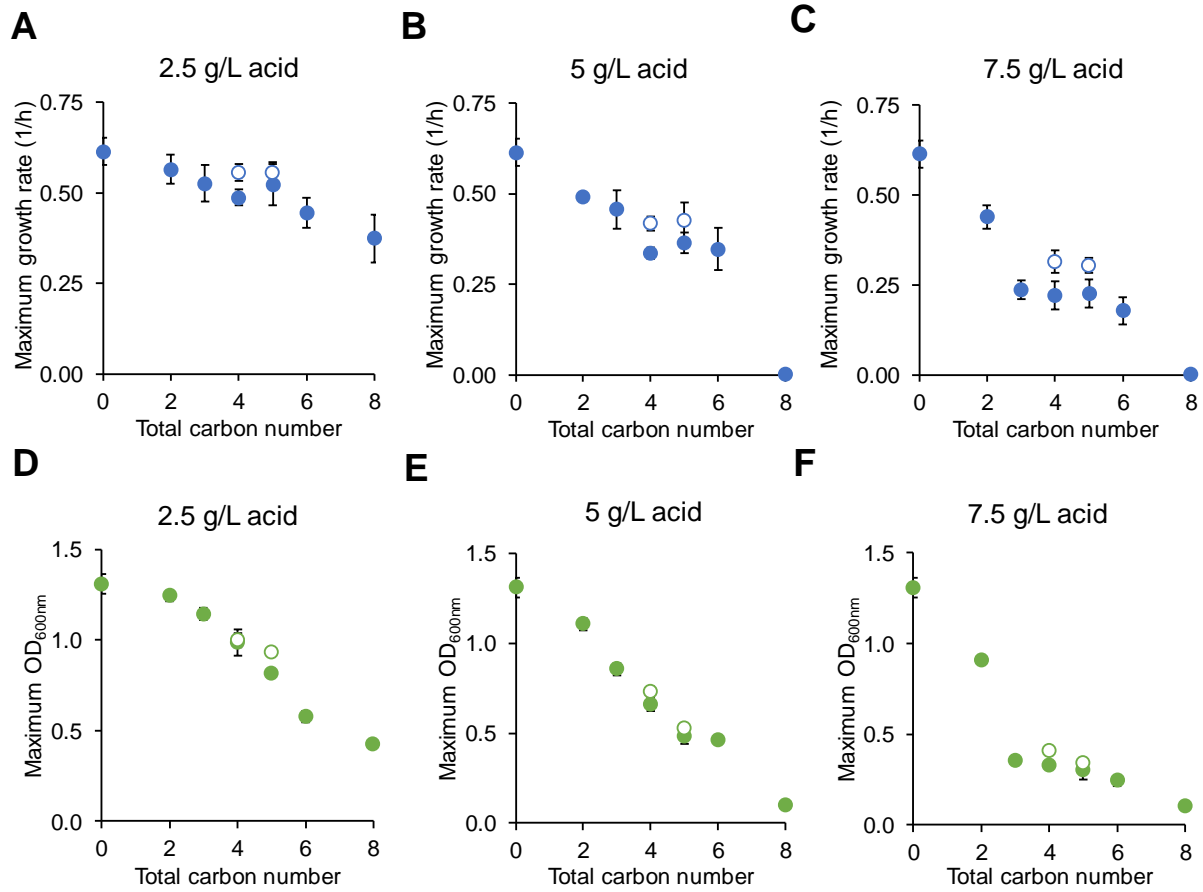 A
2.5 g/L acid
Maximum growth rate (1/h)
0.75
0.50
0.25
0.00
0 2 4 6 8
Total carbon number
B
5 g/L acid
Maximum growth rate (1/h)
0.75
0.50
0.25
0.00
0 2 4 6 8
Total carbon number
C
7.5 g/L acid
Maximum growth rate (1/h)
0.75
0.50
0.25
0.00
0 2 4 6 8
Total carbon number
D
2.5 g/L acid
Maximum OD600nm
1.5
1.0
0.5
0.0
0 2 4 6 8
Total carbon number
E
5 g/L acid
Maximum OD600nm
1.5
1.0
0.5
0.0
0 2 4 6 8
Total carbon number
F
7.5 g/L acid
Maximum OD600nm
1.5
1.0
0.5
0.0
0 2 4 6 8
Total carbon number